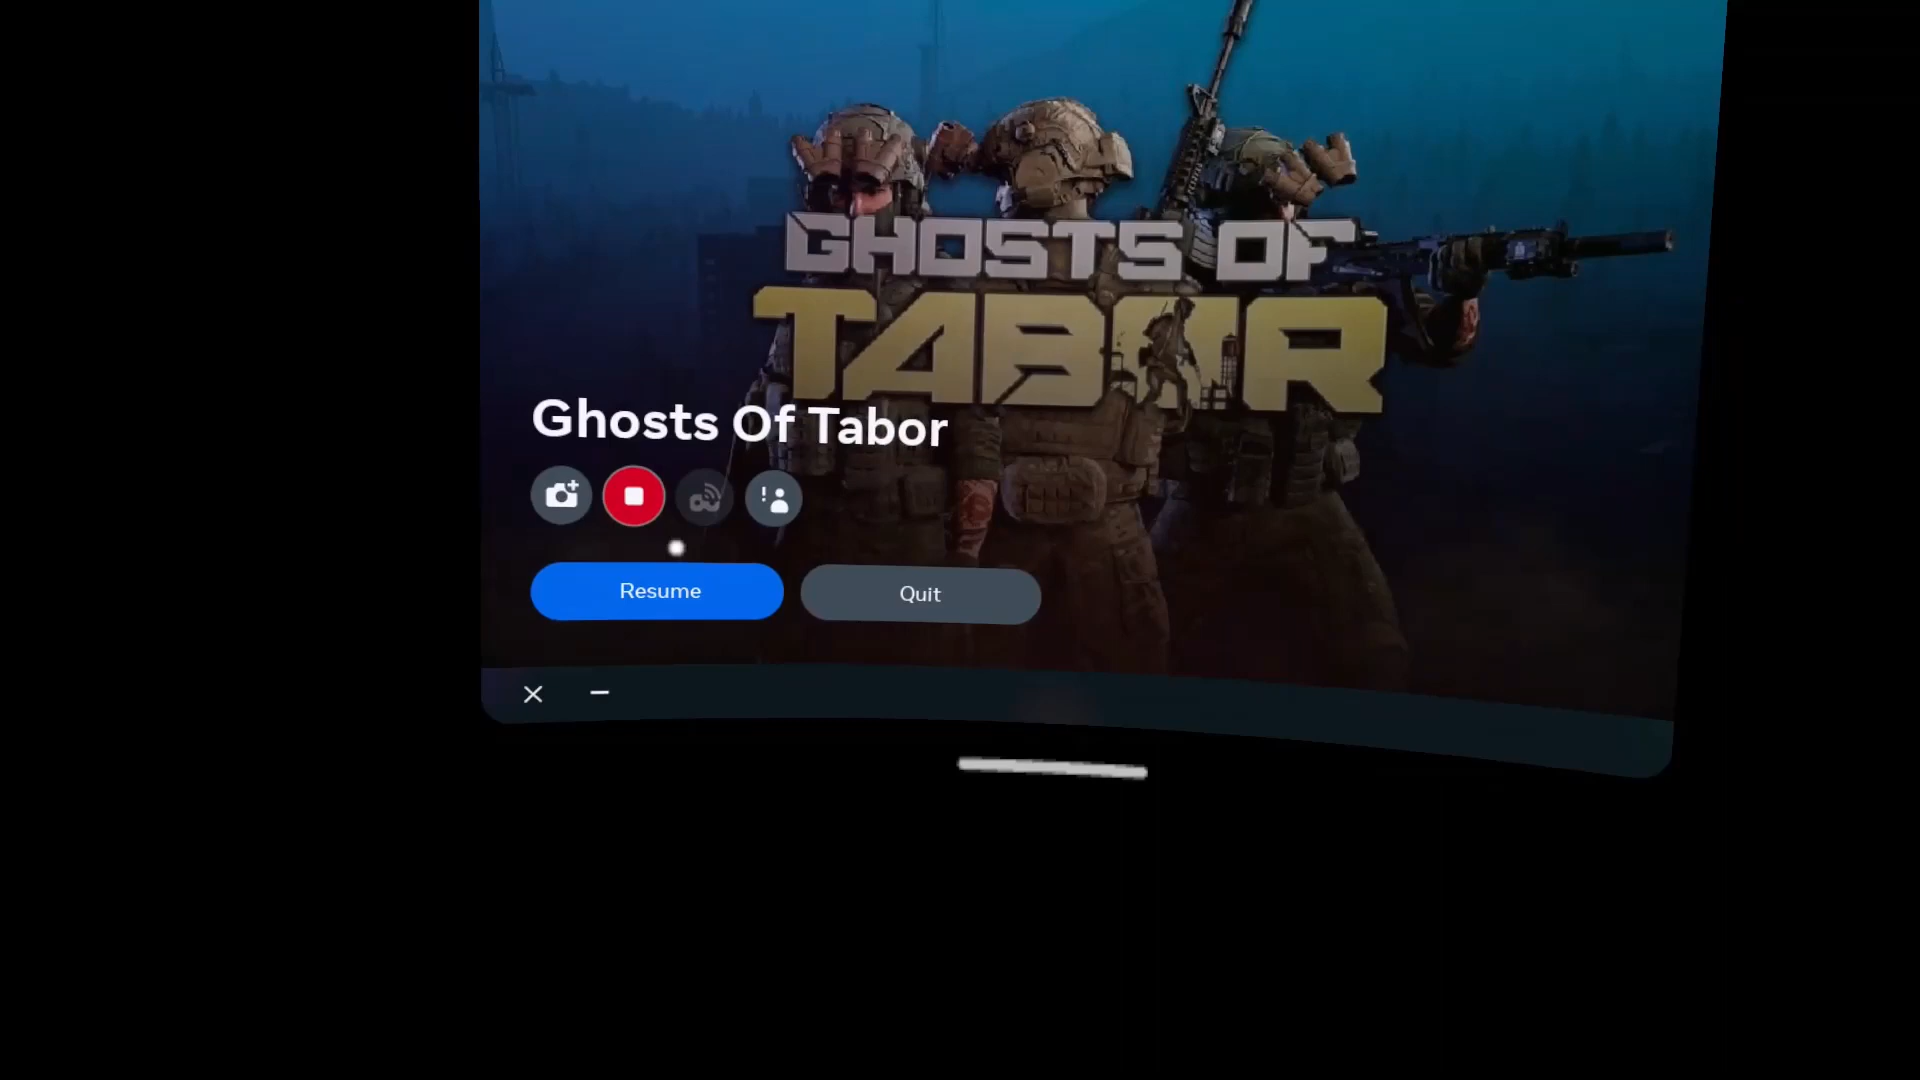 GHOSTS OF
TABOR
Ghosts Of Tabor
Resume
Quit